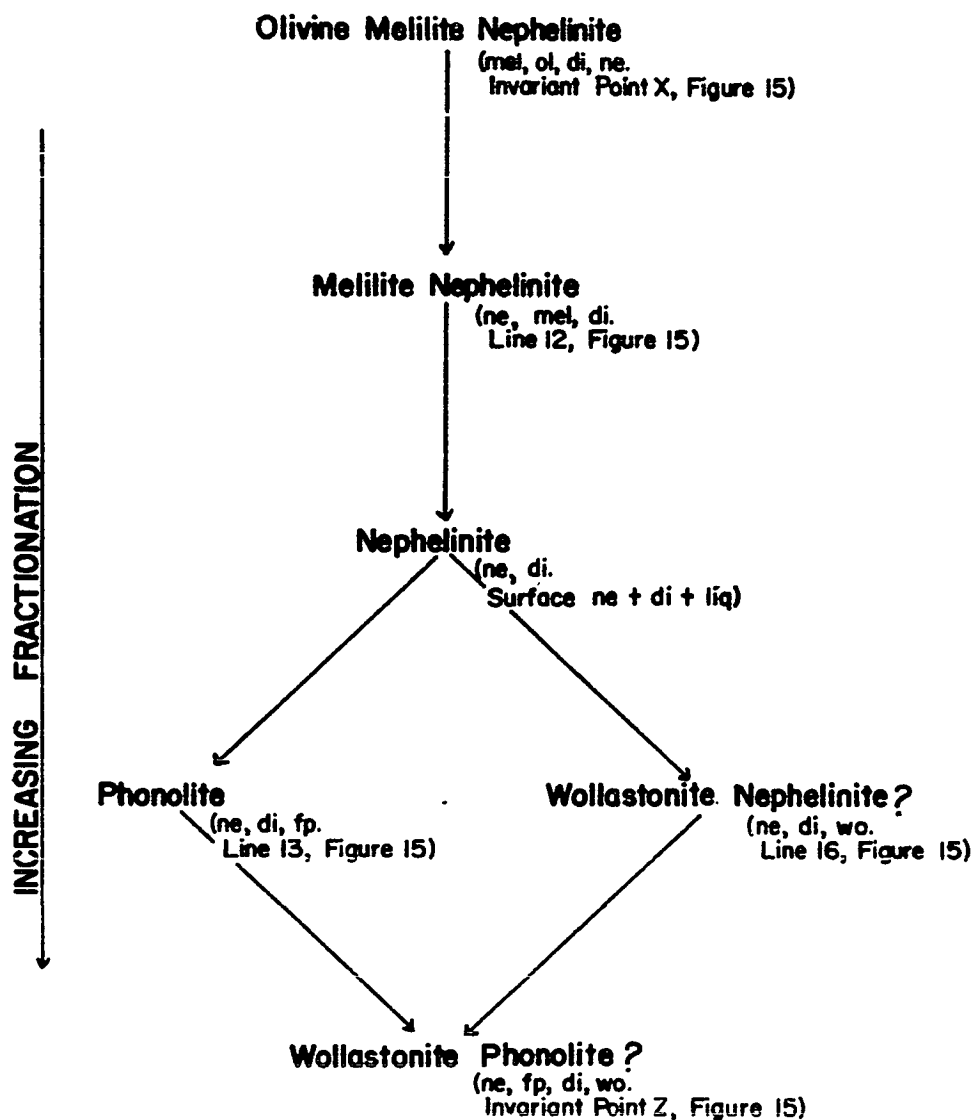 Olivine Melilite Nephelinite
(mel, ol, di, ne.
Invariant Point X, Figure 15)
Melilite Nephelinite
(ne, mel, di.
Line 12, Figure 15)
INCREASING FRACTIONATION
Nephelinite
(ne, di.
Surface ne + di + liq)
Phonolite
(ne, di, fp.
Line 13, Figure 15)
Wollastonite Nephelinite?
(ne, di, wo.
Line 16, Figure 15)
Wollastonite Phonolite?
(ne, fp, di, wo.
Invariant Point Z, Figure 15)